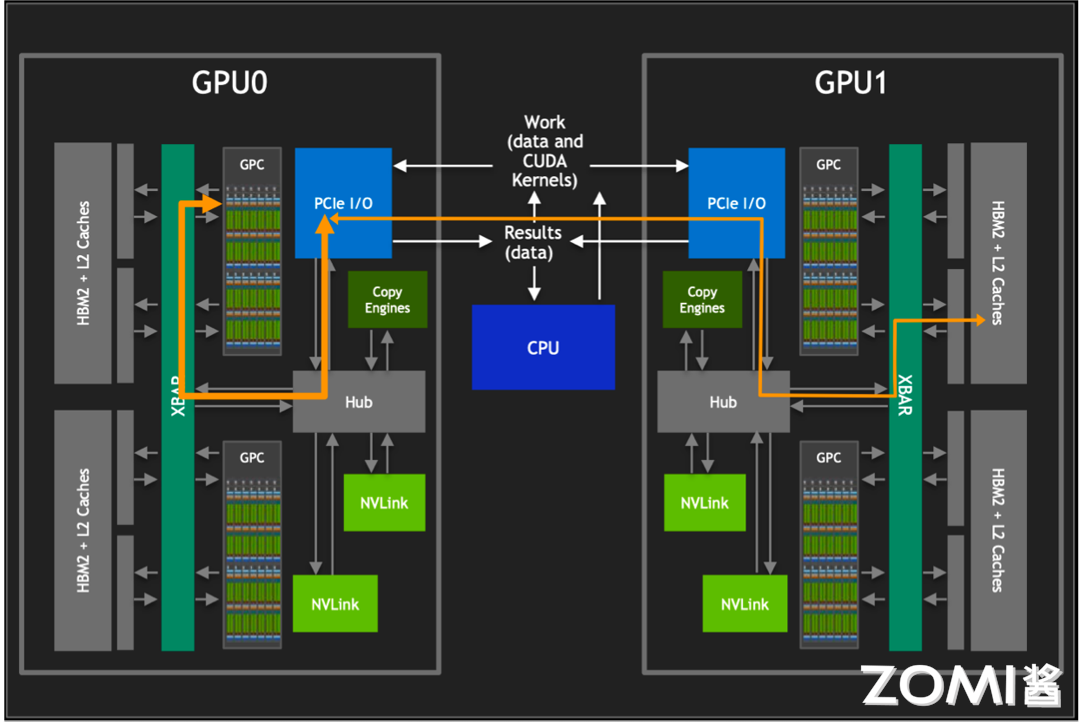 GPU0
GPU1
Work
(data and
CUDA
Kernels)
Results
(data)
CPU
HBM2 + L2 Caches
HBM2 + L2 Caches
XBAR
GPC
GPC
PCIe I/O
Copy
Engines
Hub
NVLink
NVLink
PCIe I/O
Copy
Engines
Hub
NVLink
NVLink
GPC
GPC
XBAR
HBM2 + L2 Caches
HBM2 + L2 Caches
ZOMI酱